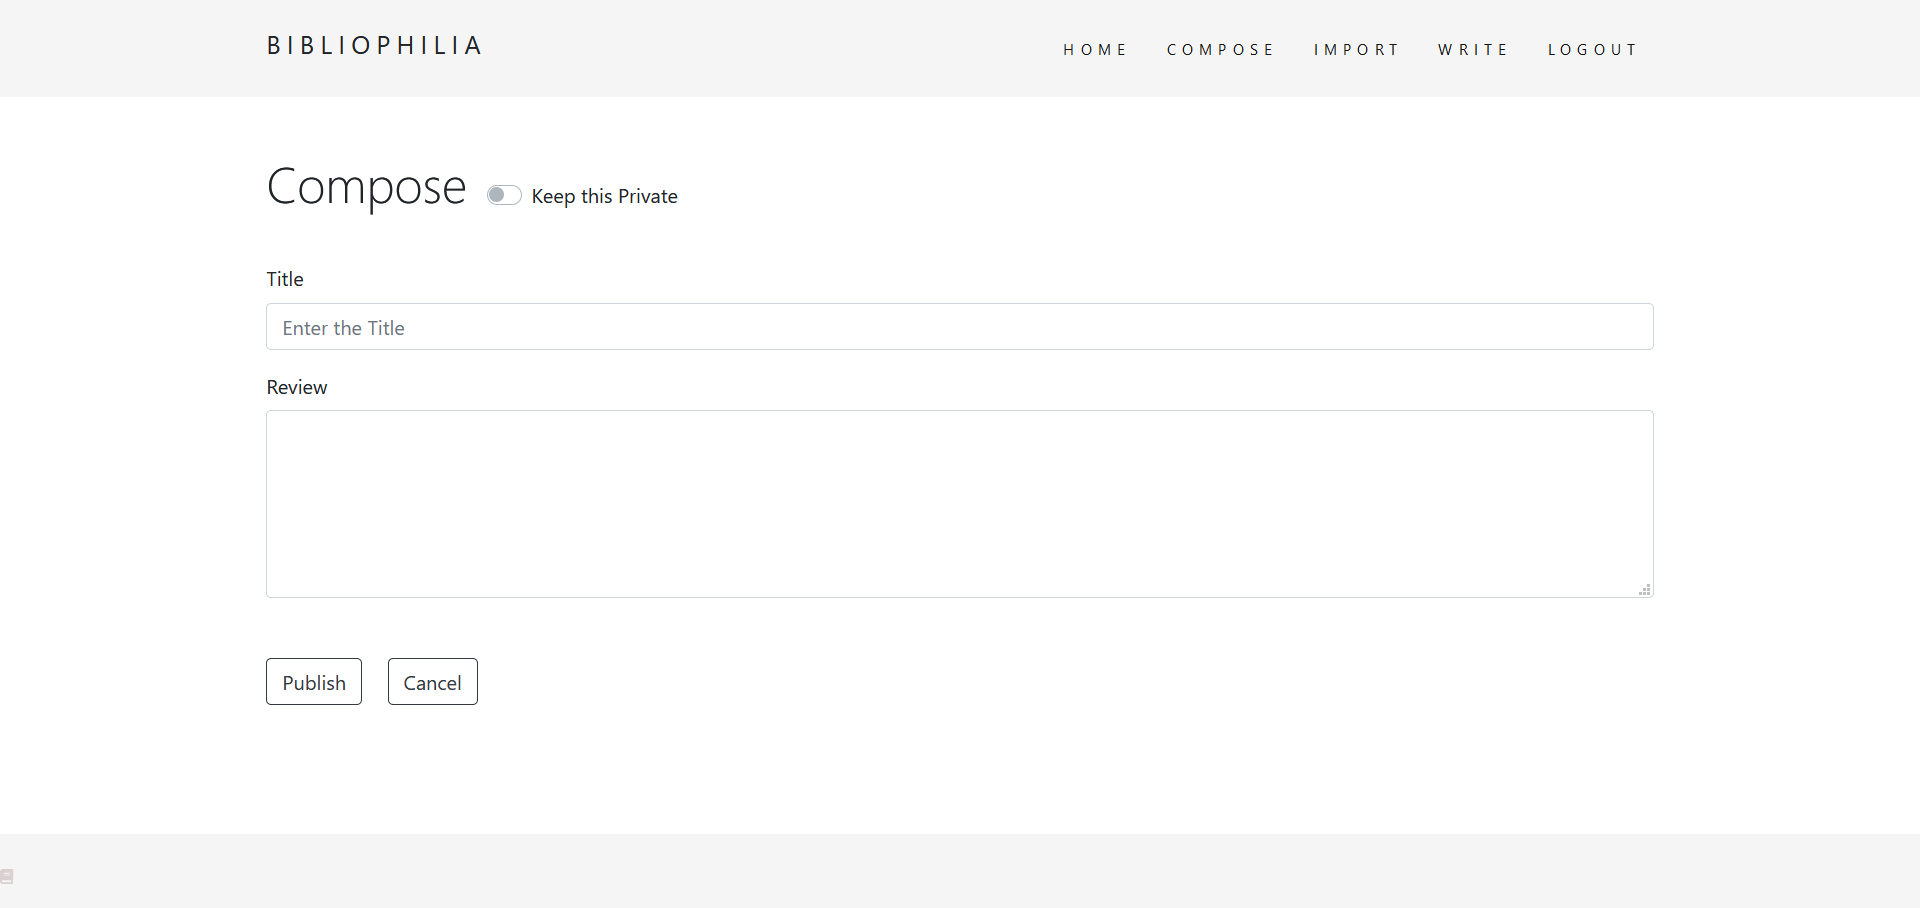 BIBLIOPHILIA
HOME COMPOSE IMPORT WRITE LOGOUT
Compose Keep this Private
Title
Enter the Title
Review
Publish Cancel